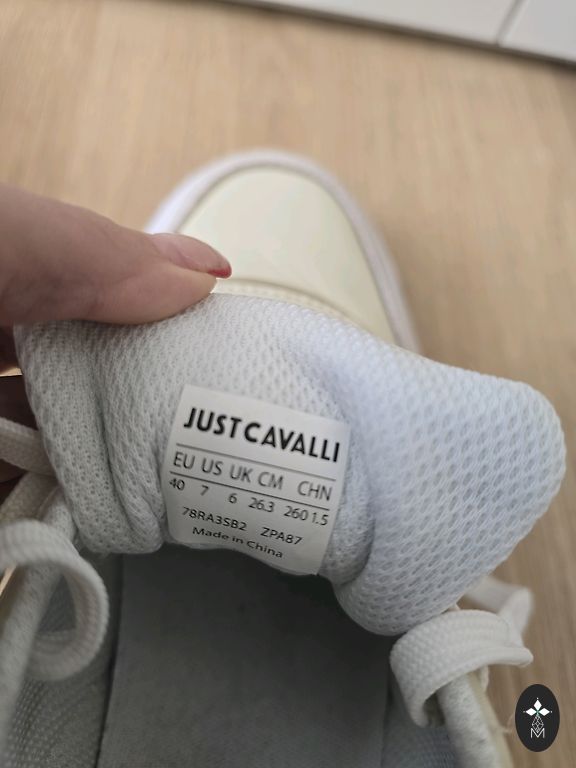 JUST CAVALLI
EU US UK CM CHN
40 7 6 26.3 260 1.5
78RA3SB2 ZPA87
Made in China
M